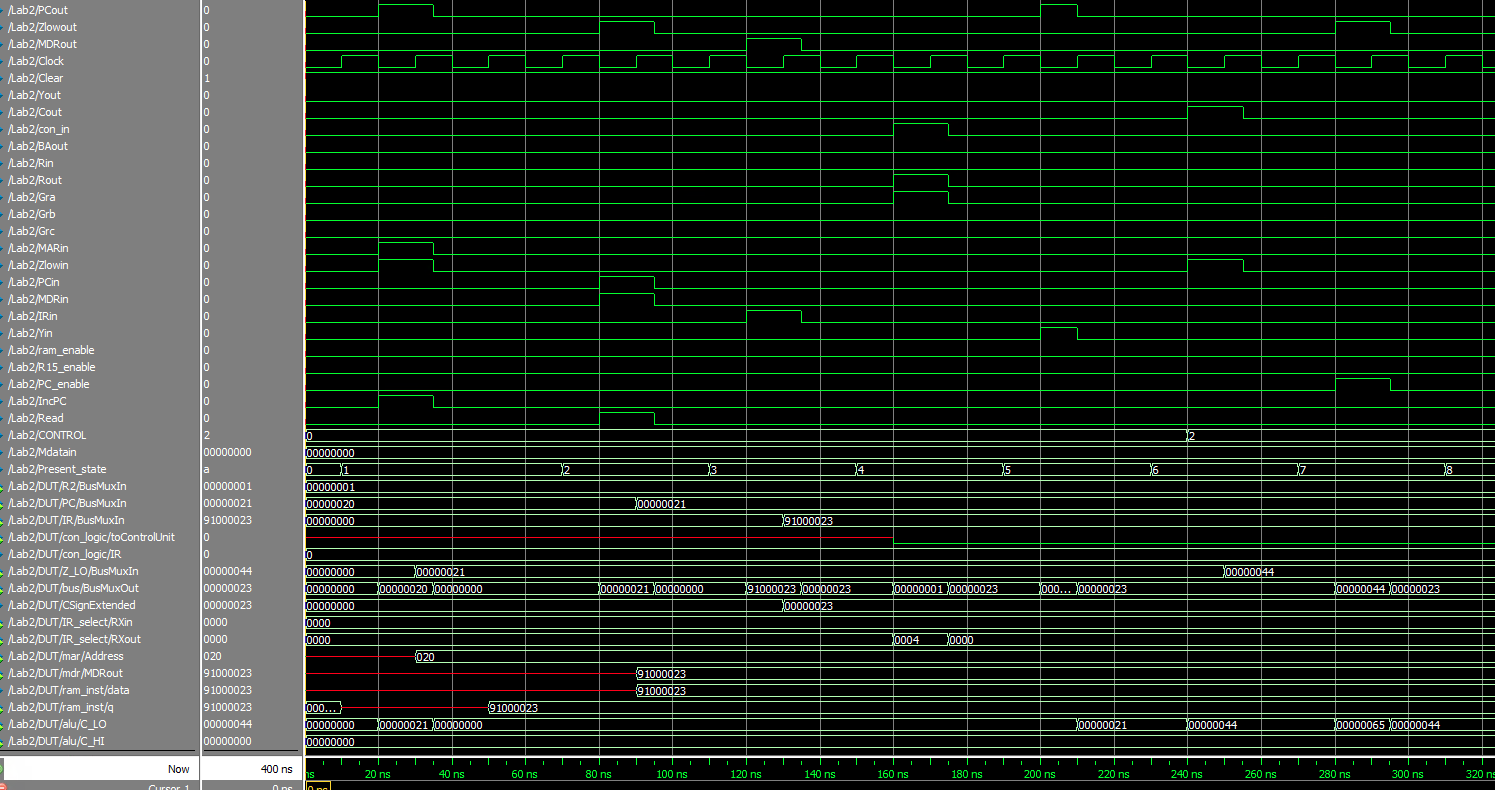 /Lab2/PCout 0
/Lab2/Zlowout 0
/Lab2/MDRout 0
/Lab2/Clock 0
/Lab2/Clear 1
/Lab2/Yout 0
/Lab2/Cout 0
/Lab2/con_in 0
/Lab2/BAout 0
/Lab2/Rin 0
/Lab2/Rout 0
/Lab2/Gra 0
/Lab2/Grb 0
/Lab2/Grc 0
/Lab2/MARin 0
/Lab2/Zlowin 0
/Lab2/PCin 0
/Lab2/MDRin 0
/Lab2/IRin 0
/Lab2/Yin 0
/Lab2/ram_enable 0
/Lab2/R15_enable 0
/Lab2/PC_enable 0
/Lab2/IncPC 0
/Lab2/Read 0
/Lab2/CONTROL 2 0 2
/Lab2/Mdatain 00000000 00000000
/Lab2/Present_state a 0 1 2 3 4 5 6 7 8
/Lab2/DUT/R2/BusMuxIn 00000001 00000001
/Lab2/DUT/PC/BusMuxIn 00000021 00000020 00000021
/Lab2/DUT/IR/BusMuxIn 91000023 00000000 91000023
/Lab2/DUT/con_logic/toControlUnit 0
/Lab2/DUT/con_logic/IR 0 0
/Lab2/DUT/Z_LO/BusMuxIn 00000044 00000000 00000021 00000044
/Lab2/DUT/bus/BusMuxOut 00000023 00000000 00000020 00000000 00000021 00000000 91000023 00000023 00000001 00000023 000... 00000023 00000044 00000023
/Lab2/DUT/CSignExtended 00000023 00000000 00000023
/Lab2/DUT/IR_select/RXin 0000 0000
/Lab2/DUT/IR_select/RXout 0000 0000 0004 0000
/Lab2/DUT/mar/Address 020 020
/Lab2/DUT/mdr/MDRout 91000023 91000023
/Lab2/DUT/ram_inst/data 91000023 91000023
/Lab2/DUT/ram_inst/q 91000023 000... 91000023
/Lab2/DUT/alu/C_LO 00000044 00000000 00000021 00000000 00000021 00000044 00000065 00000044
/Lab2/DUT/alu/C_HI 00000000 00000000
Now 400 ns ns 20 ns 40 ns 60 ns 80 ns 100 ns 120 ns 140 ns 160 ns 180 ns 200 ns 220 ns 240 ns 260 ns 280 ns 300 ns 320 ns
Cursor 1 0 ns 0 ns